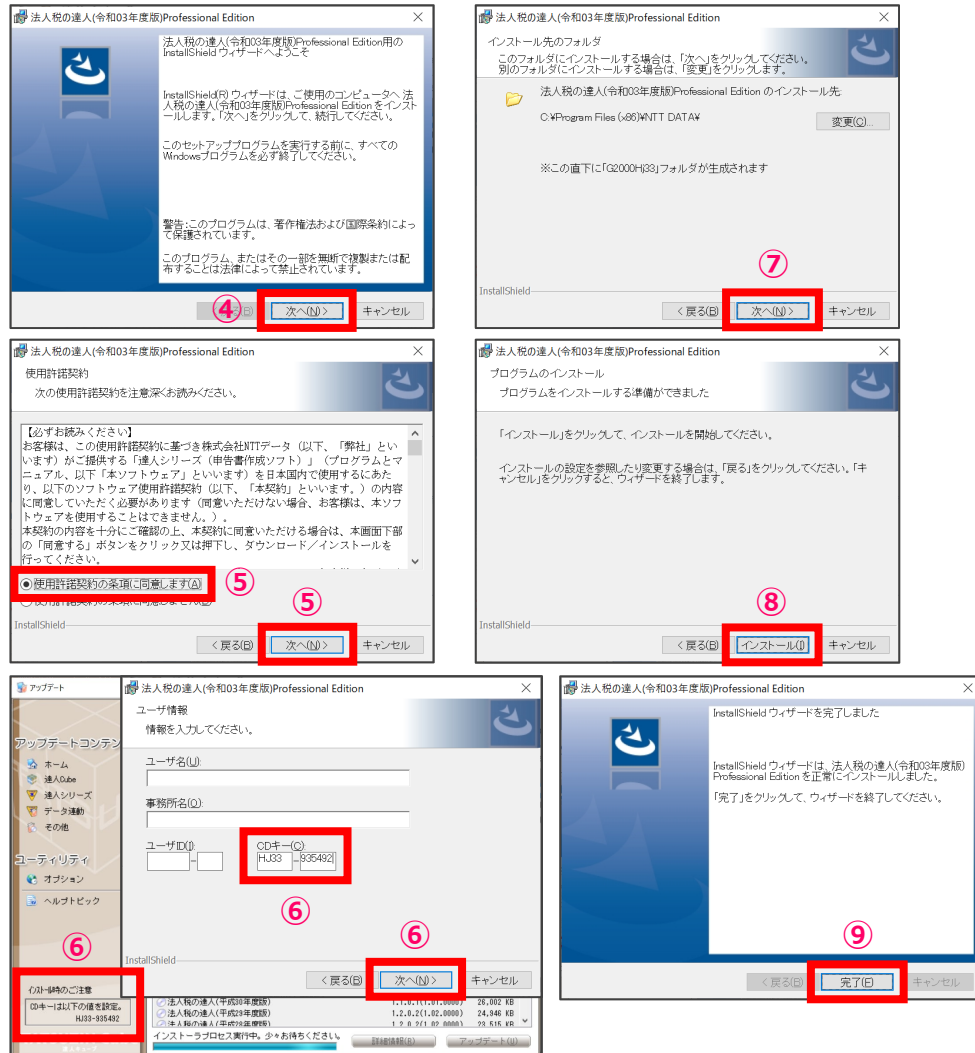 法人税の達人(令和03年度版)Professional Edition
法人税の達人(令和03年度版)Professional Edition用の
InstallShield ウィザードへようこそ
InstallShield(R) ウィザードは、ご使用のコンピュータへ 法
人税の達人(令和03年度版)Professional Edition をインスト
ールします。「次へ」をクリックして、続行してください。
このセットアッププログラムを実行する前に、すべての
Windowsプログラムを必ず終了してください。
警告:このプログラムは、著作権法および国際条約によっ
て保護されています。
このプログラム、またはその一部を無断で複製または配
布することは法律によって禁止されています。
④
次へ(N) >
キャンセル
法人税の達人(令和03年度版)Professional Edition
使用許諾契約
次の使用許諾契約を注意深くお読みください。
【必ずお読みください】
お客様は、この使用許諾契約に基づき株式会社NTTデータ（以下、「弊社」とい
います）がご提供する「達人シリーズ（申告書作成ソフト）」（プログラムとマ
ニュアル、以下「本ソフトウェア」といいます）を日本国内で使用するにあた
り、以下のソフトウェア使用許諾契約（以下、「本契約」といいます。）の内容
に同意していただく必要があります（同意いただけない場合、お客様は、本ソフ
トウェアを使用することはできません。）。
本契約の内容を十分にご確認の上、本契約に同意いただける場合は、本画面下部
の「同意する」ボタンをクリック又は押下し、ダウンロード／インストールを
行ってください。
使用許諾契約の条項に同意します(A)
⑤
⑤
InstallShield
< 戻る(B)
次へ(N) >
キャンセル
法人税の達人(令和03年度版)Professional Edition
インストール先のフォルダ
このフォルダにインストールする場合は、「次へ」をクリックしてください。
別のフォルダにインストールする場合は、「変更」をクリックします。
法人税の達人(令和03年度版)Professional Edition のインストール先:
C:¥Program Files (x86)¥NTT DATA¥
変更(C)...
※この直下に「G2000Hj33」フォルダが生成されます
⑦
InstallShield
< 戻る(B)
次へ(N) >
キャンセル
法人税の達人(令和03年度版)Professional Edition
プログラムのインストール
プログラムをインストールする準備ができました
「インストール」をクリックして、インストールを開始してください。
インストールの設定を参照したり変更する場合は、「戻る」をクリックしてください。「キ
ャンセル」をクリックすると、ウィザードを終了します。
⑧
InstallShield
< 戻る(B)
インストール(I)
キャンセル
アップデート
アップデートコンテン
ホーム
達人Cube
達人シリーズ
データ連動
その他
ユーティリティ
オプション
ヘルプトピック
⑥
インストール時のご注意
CDキーは以下の値を設定。
HJ33-935492
法人税の達人(令和03年度版)Professional Edition
ユーザ情報
情報を入力してください。
ユーザ名(U):
事務所名(O):
ユーザID(I):
-
CDキー(C):
HJ33 - 935492
⑥
⑥
InstallShield
< 戻る(B)
次へ(N) >
キャンセル
法人税の達人(平成30年度版) 1.1.0.1(1.01.0000) 26,002 KB
法人税の達人(平成29年度版) 1.2.0.2(1.02.0000) 24,946 KB
1.2.0.2(1.02.0000) 23,515 KB
インストーラプロセス実行中。少々お待ちください。
詳細情報(R)
アップデート(U)
法人税の達人(令和03年度版)Professional Edition
InstallShield ウィザードを完了しました
InstallShield ウィザードは、法人税の達人(令和03年度版)
Professional Edition を正常にインストールしました。
「完了」をクリックして、ウィザードを終了してください。
⑨
< 戻る(B)
完了(F)
キャンセル